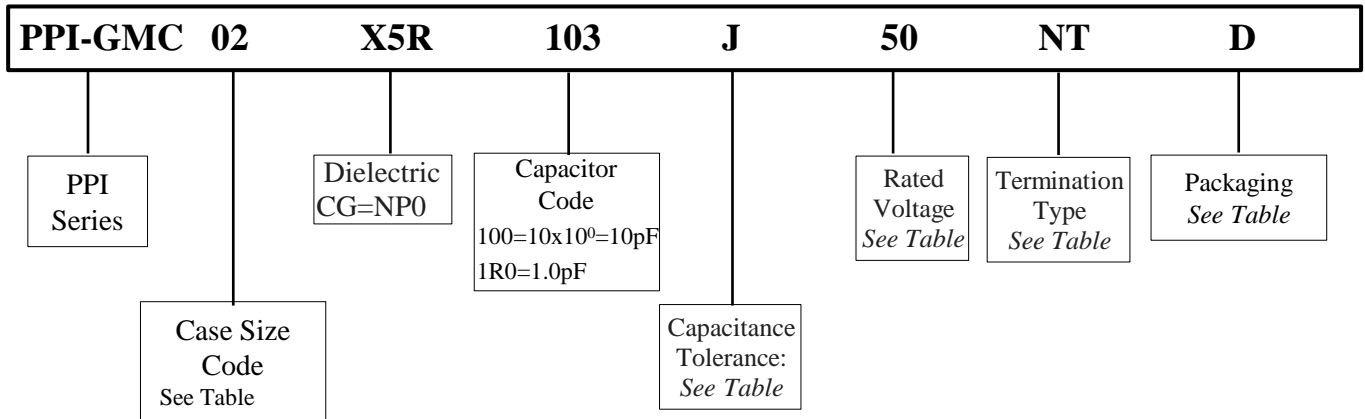 PPI-GMC 02 X5R 103 J 50 NT D
PPI
Series
Case Size
Code
See Table
Dielectric
CG=NP0
Capacitor
Code
100=10x10⁰=10pF
1R0=1.0pF
Capacitance
Tolerance:
See Table
Rated
Voltage
See Table
Termination
Type
See Table
Packaging
See Table